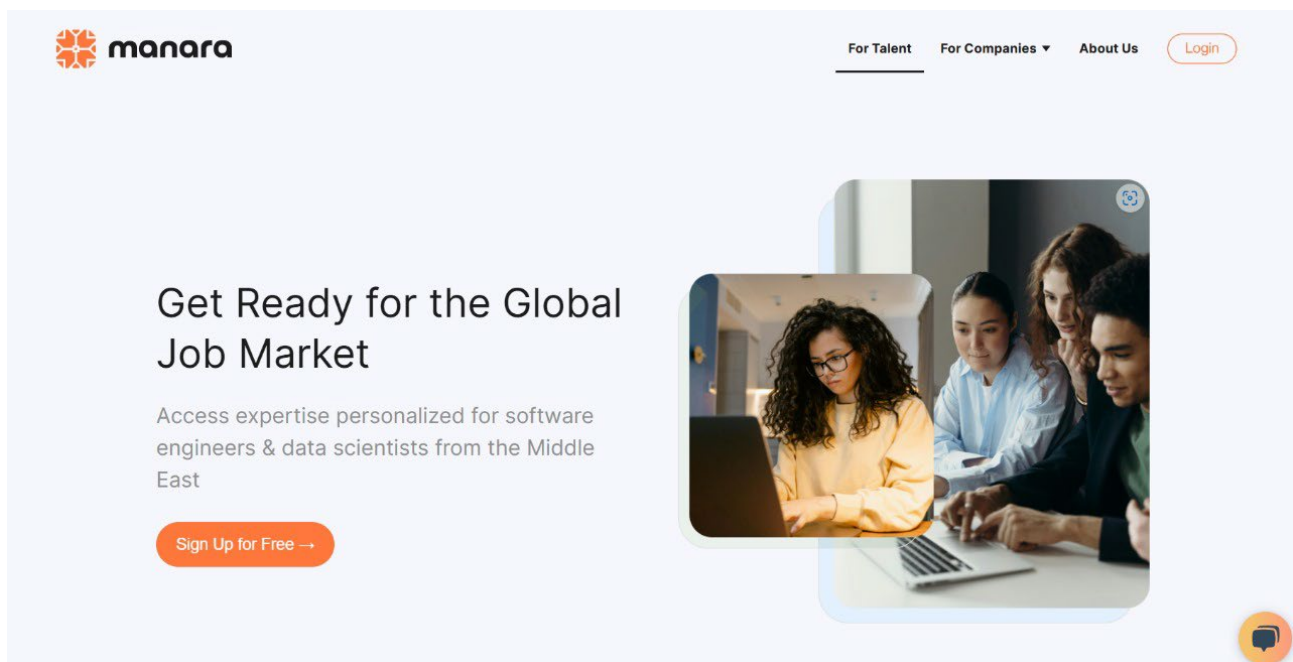 manara
For Talent
For Companies ▼
About Us
Login
Get Ready for the Global
Job Market
Access expertise personalized for software
engineers & data scientists from the Middle
East
Sign Up for Free →